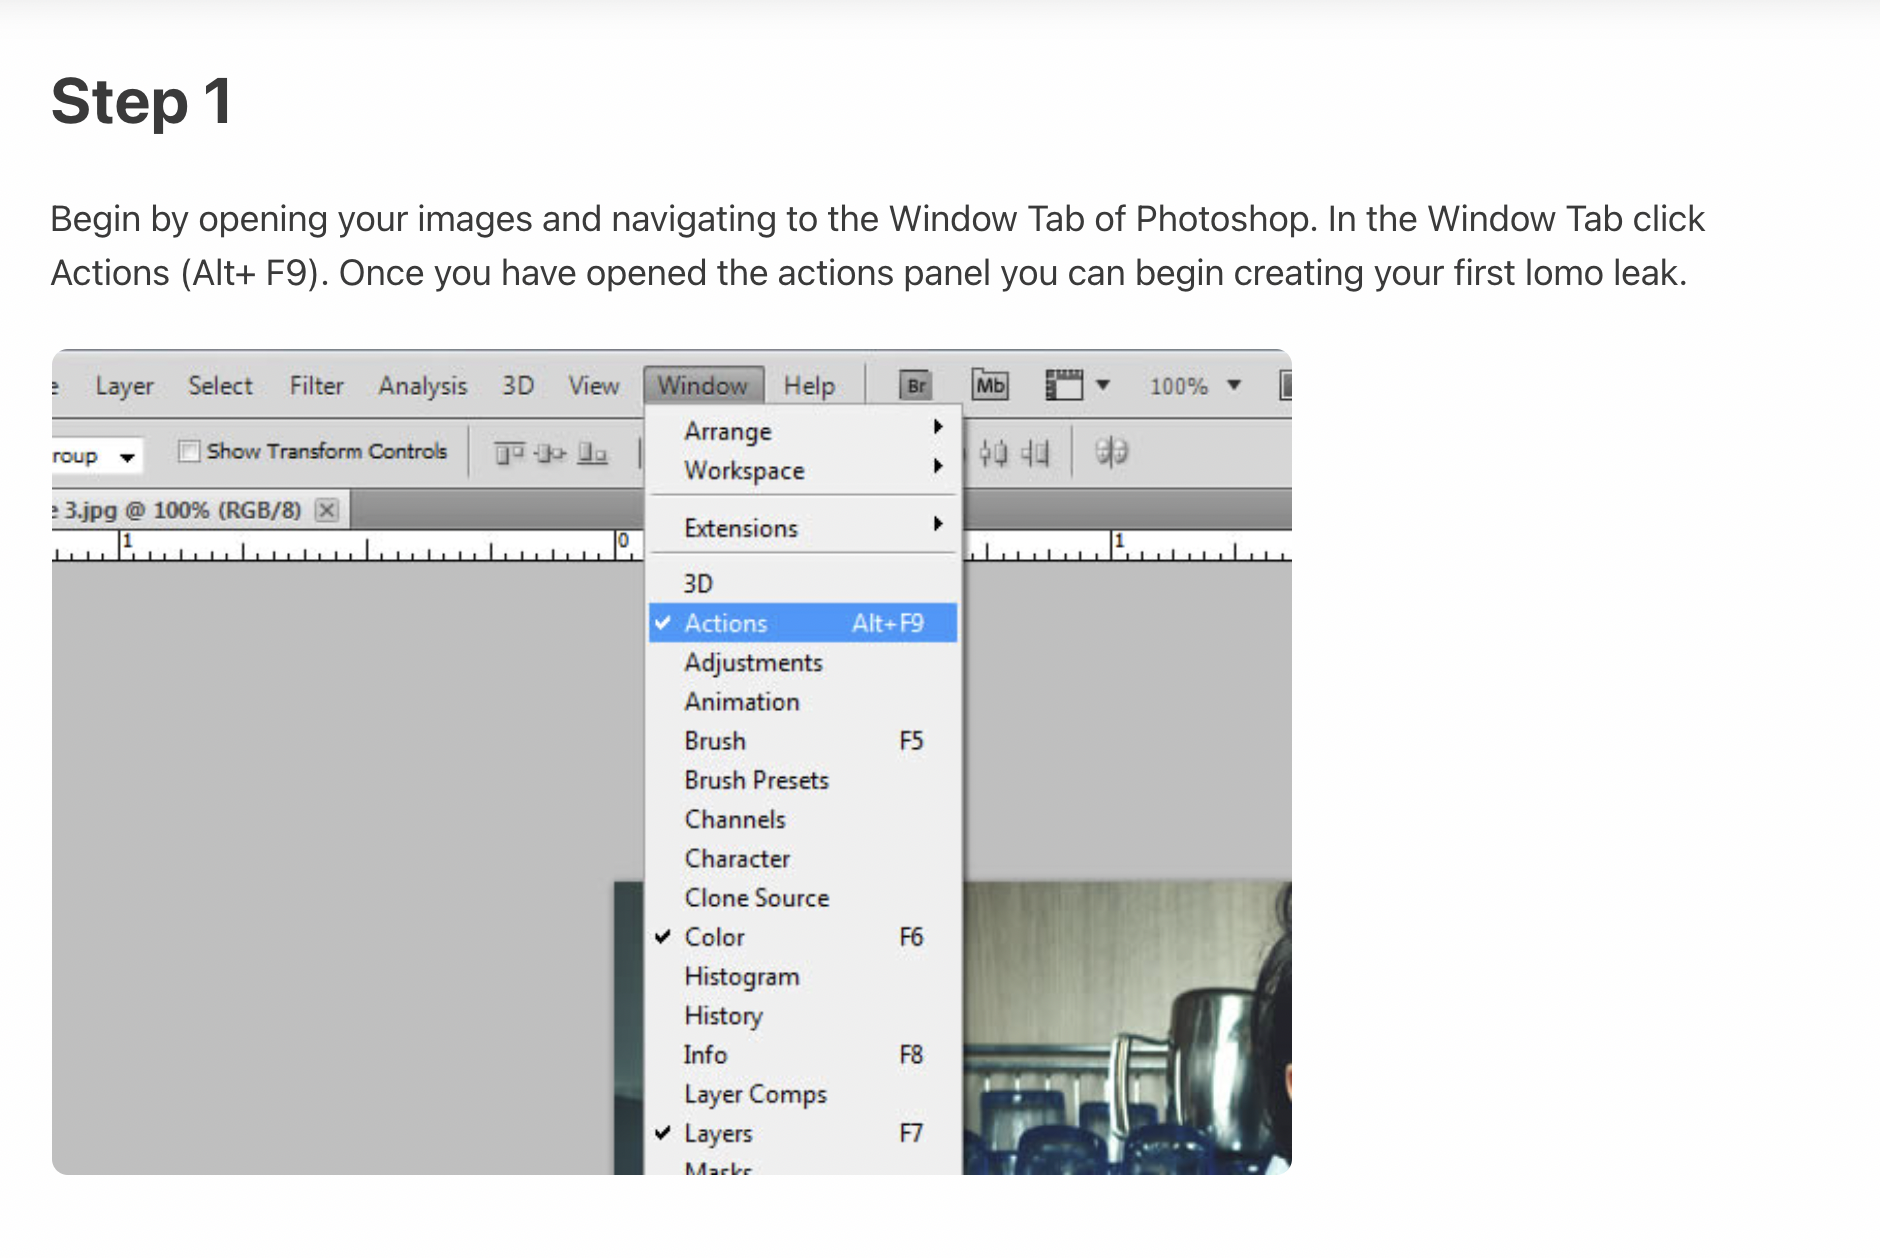 Step 1
Begin by opening your images and navigating to the Window Tab of Photoshop. In the Window Tab click
Actions (Alt+ F9). Once you have opened the actions panel you can begin creating your first lomo leak.
Layer Select Filter Analysis 3D View Window Help Br Mb 100%
roup Show Transform Controls
e 3.jpg @ 100% (RGB/8)
1 0 1
Arrange
Workspace
Extensions
3D
Actions Alt+F9
Adjustments
Animation
Brush F5
Brush Presets
Channels
Character
Clone Source
Color F6
Histogram
History
Info F8
Layer Comps
Layers F7
Masks